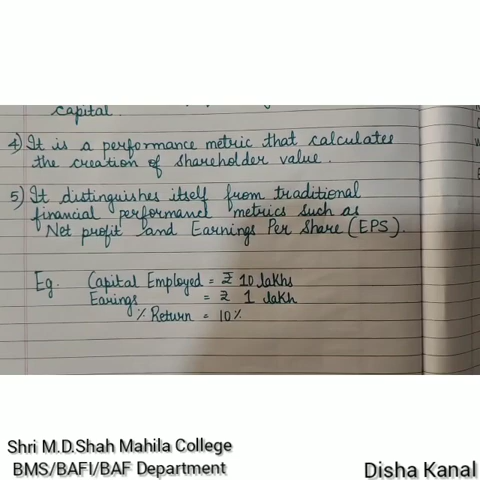 capital.
4) It is a performance metric that calculates
the creation of shareholder value.
5) It distinguishes itself from traditional
financial performance metrics such as
Net profit and Earnings Per Share (EPS).
Eg. Capital Employed = ₹ 10 lakhs
Earings = ₹ 1 lakh
% Return = 10%
Shri M.D.Shah Mahila College
BMS/BAFI/BAF Department
Disha Kanal